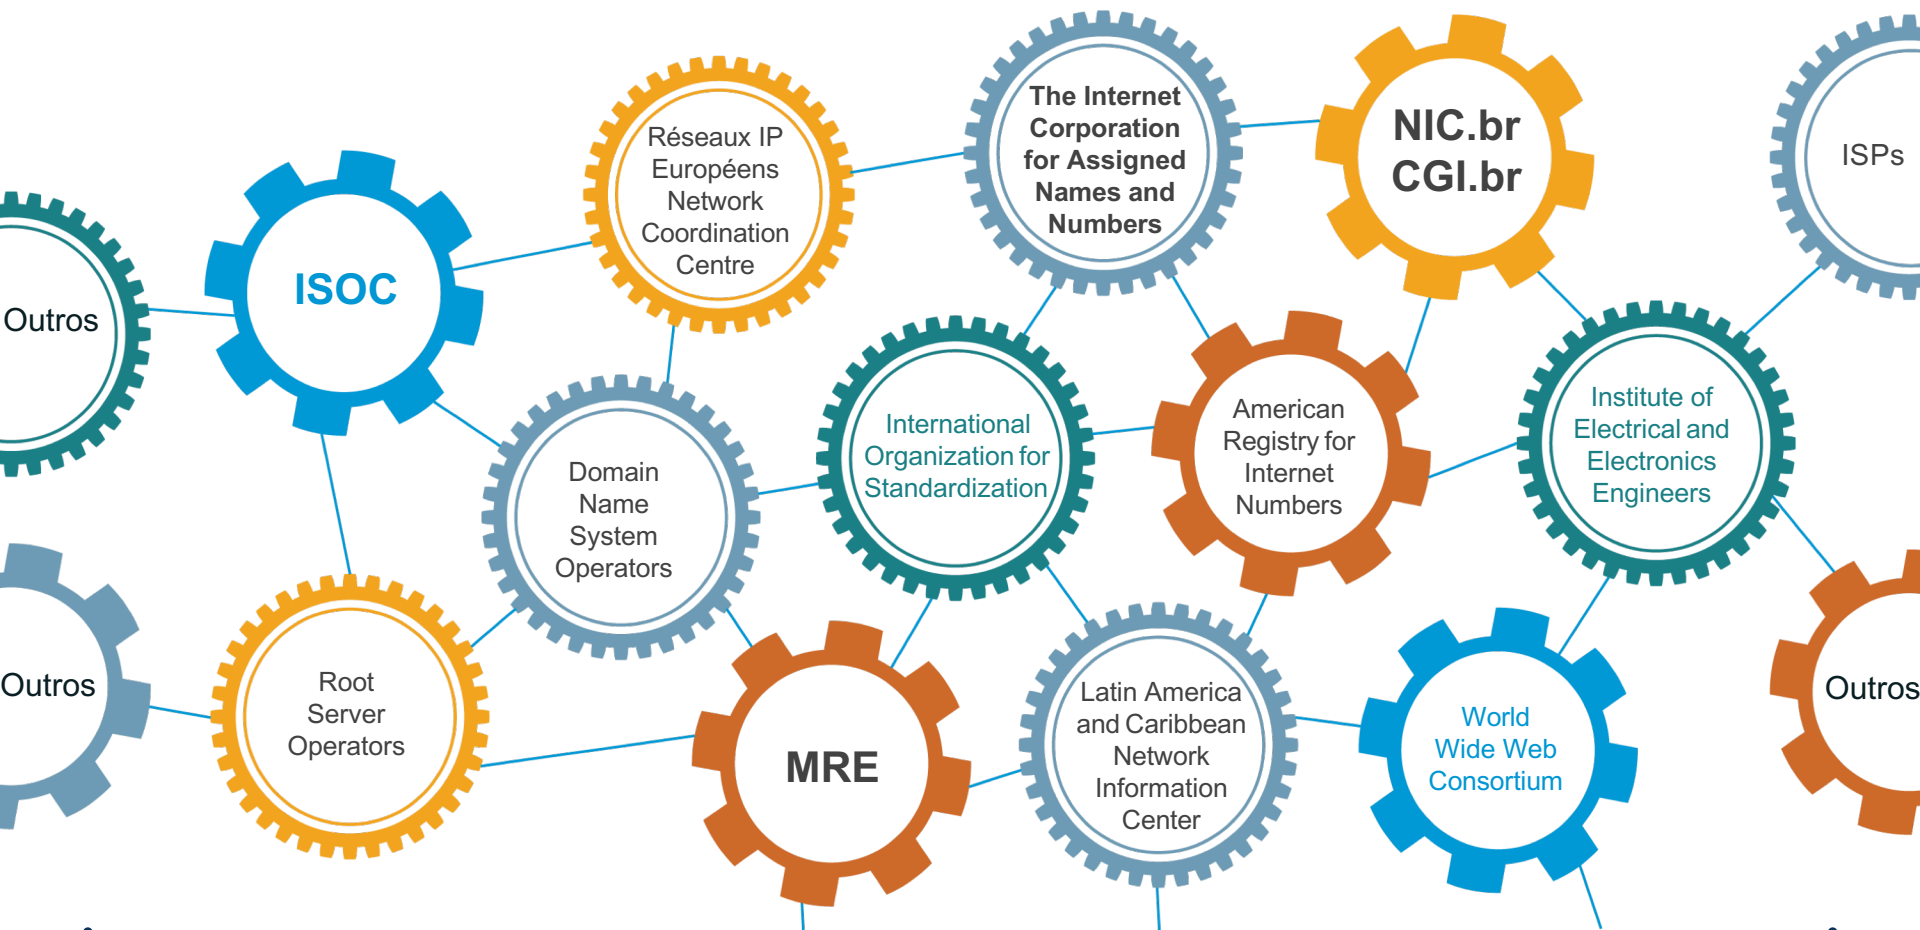 The Internet
Corporation
for Assigned
Names and
Numbers
NIC.br
CGI.br
ISPs
Réseaux IP
Européens
Network
Coordination
Centre
ISOC
Outros
International
Organization for
Standardization
American
Registry for
Internet
Numbers
Institute of
Electrical and
Electronics
Engineers
Domain
Name
System
Operators
Outros
Root
Server
Operators
MRE
Latin America
and Caribbean
Network
Information
Center
World
Wide Web
Consortium
Outros